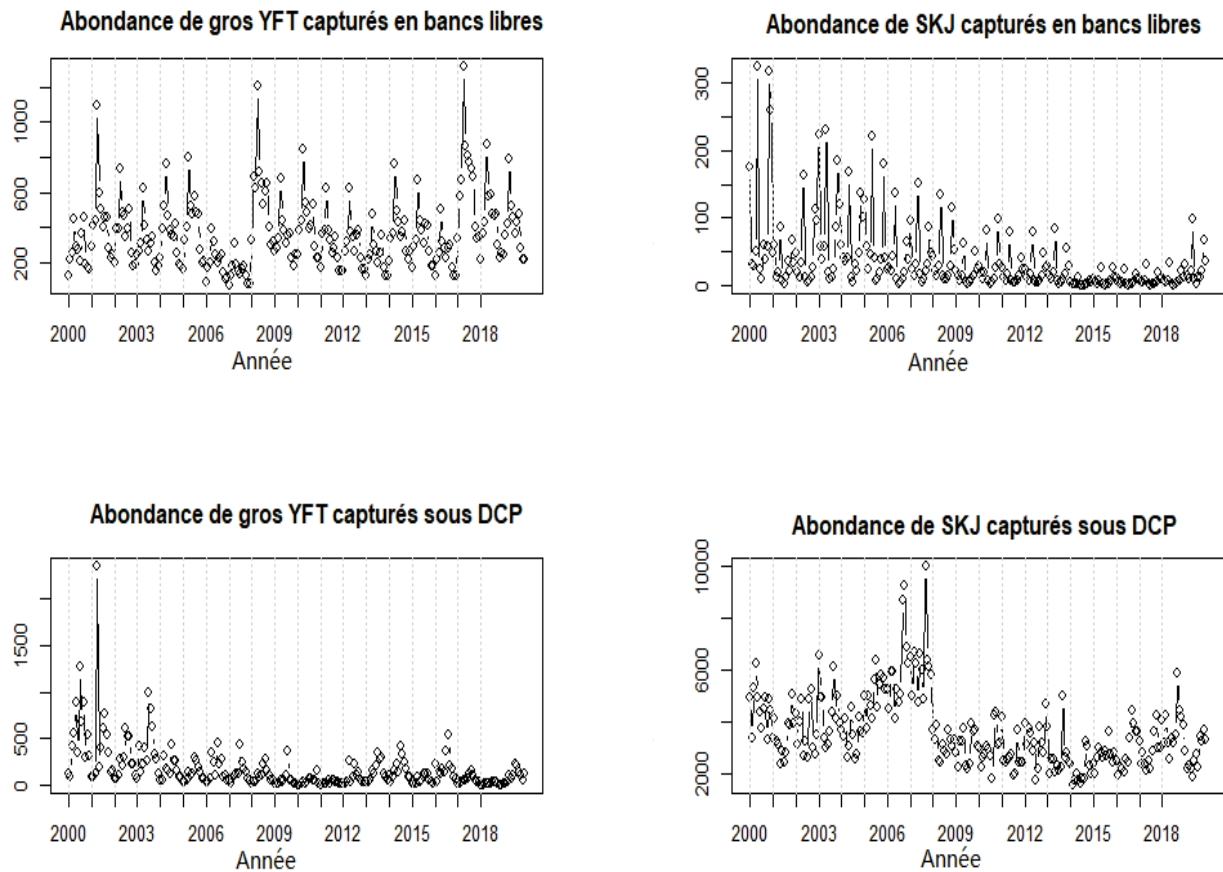 Abondance de gros YFT capturés en bancs libres
200 600 1000
2000 2003 2006 2009 2012 2015 2018
Année
Abondance de SKJ capturés en bancs libres
0 100 200 300
2000 2003 2006 2009 2012 2015 2018
Année
Abondance de gros YFT capturés sous DCP
0 500 1500
2000 2003 2006 2009 2012 2015 2018
Année
Abondance de SKJ capturés sous DCP
2000 6000 10000
2000 2003 2006 2009 2012 2015 2018
Année